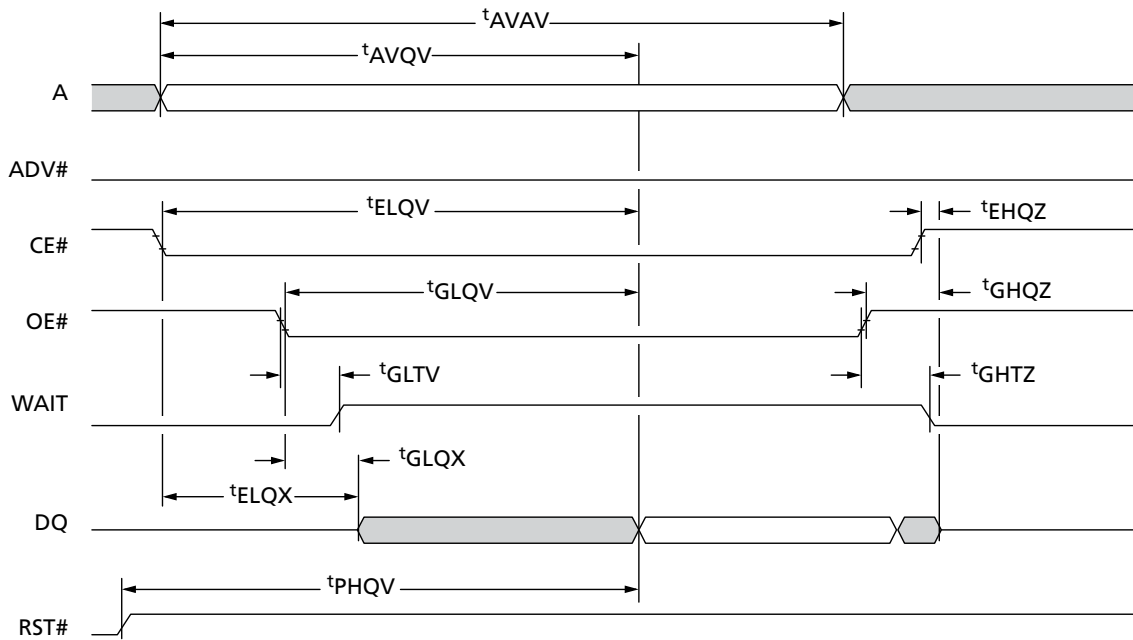 tAVAV
tAVQV
A
ADV#
tELQV
tEHQZ
CE#
tGLQV
tGHQZ
OE#
tGLTV
tGHTZ
WAIT
tGLQX
tELQX
DQ
tPHQV
RST#